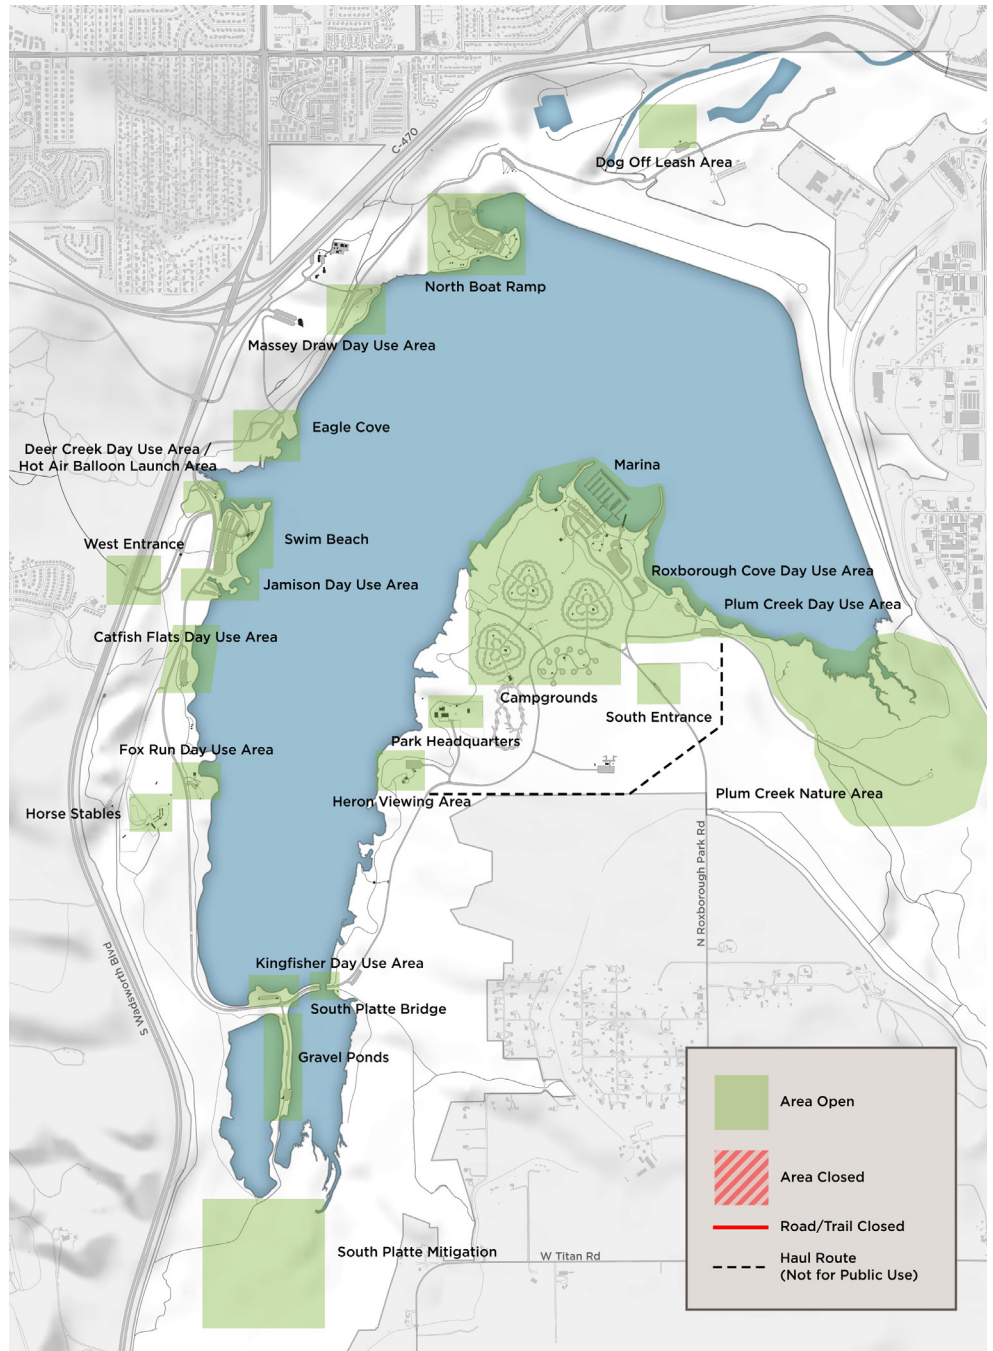 C-470
Dog Off Leash Area
North Boat Ramp
Massey Draw Day Use Area
Eagle Cove
Deer Creek Day Use Area /
Hot Air Balloon Launch Area
Marina
West Entrance
Swim Beach
Jamison Day Use Area
Roxborough Cove Day Use Area
Plum Creek Day Use Area
Catfish Flats Day Use Area
Campgrounds
South Entrance
Park Headquarters
Fox Run Day Use Area
Heron Viewing Area
Plum Creek Nature Area
Horse Stables
N Roxborough Park Rd
S Wadsworth Blvd
Kingfisher Day Use Area
South Platte Bridge
Gravel Ponds
South Platte Mitigation
W Titan Rd
Area Open
Area Closed
Road/Trail Closed
Haul Route
(Not for Public Use)